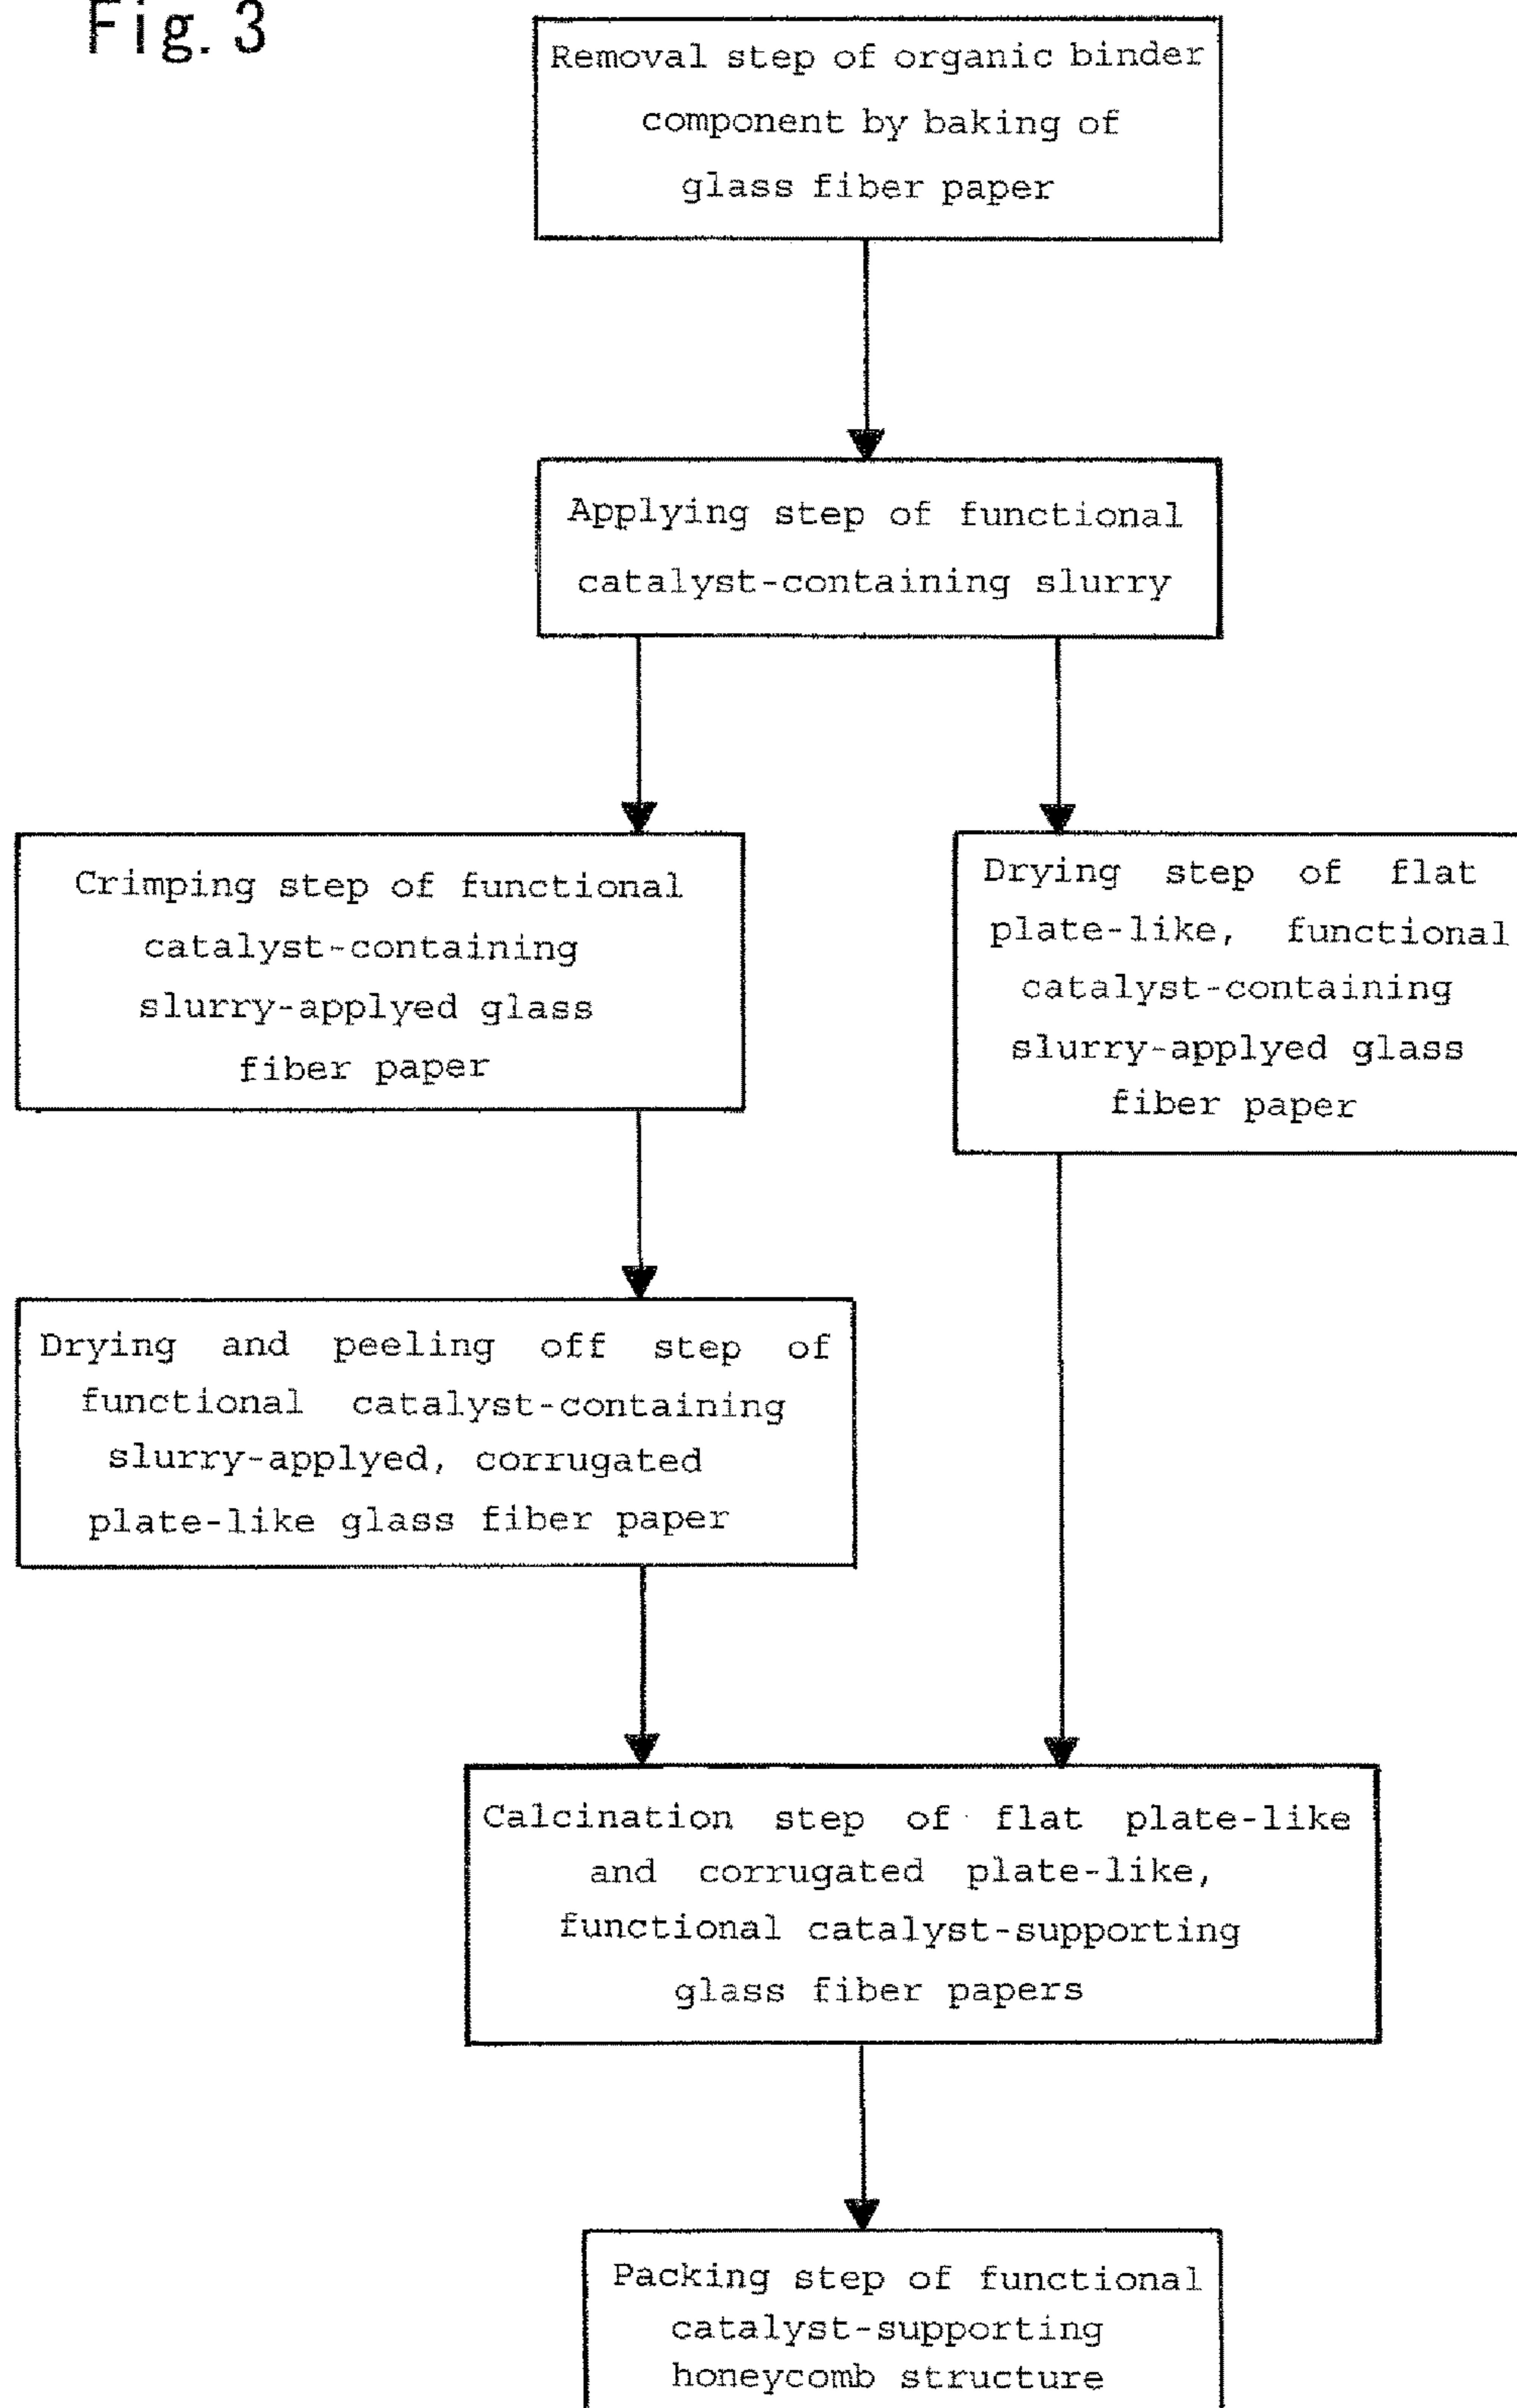 Fig. 3
Removal step of organic binder
component by baking of
glass fiber paper
Applying step of functional
catalyst-containing slurry
Crimping step of functional
catalyst-containing
slurry-applyed glass
fiber paper
Drying step of flat
plate-like, functional
catalyst-containing
slurry-applyed glass
fiber paper
Drying and peeling off step of
functional catalyst-containing
slurry-applyed, corrugated
plate-like glass fiber paper
Calcination step of flat plate-like
and corrugated plate-like,
functional catalyst-supporting
glass fiber papers
Packing step of functional
catalyst-supporting
honeycomb structure